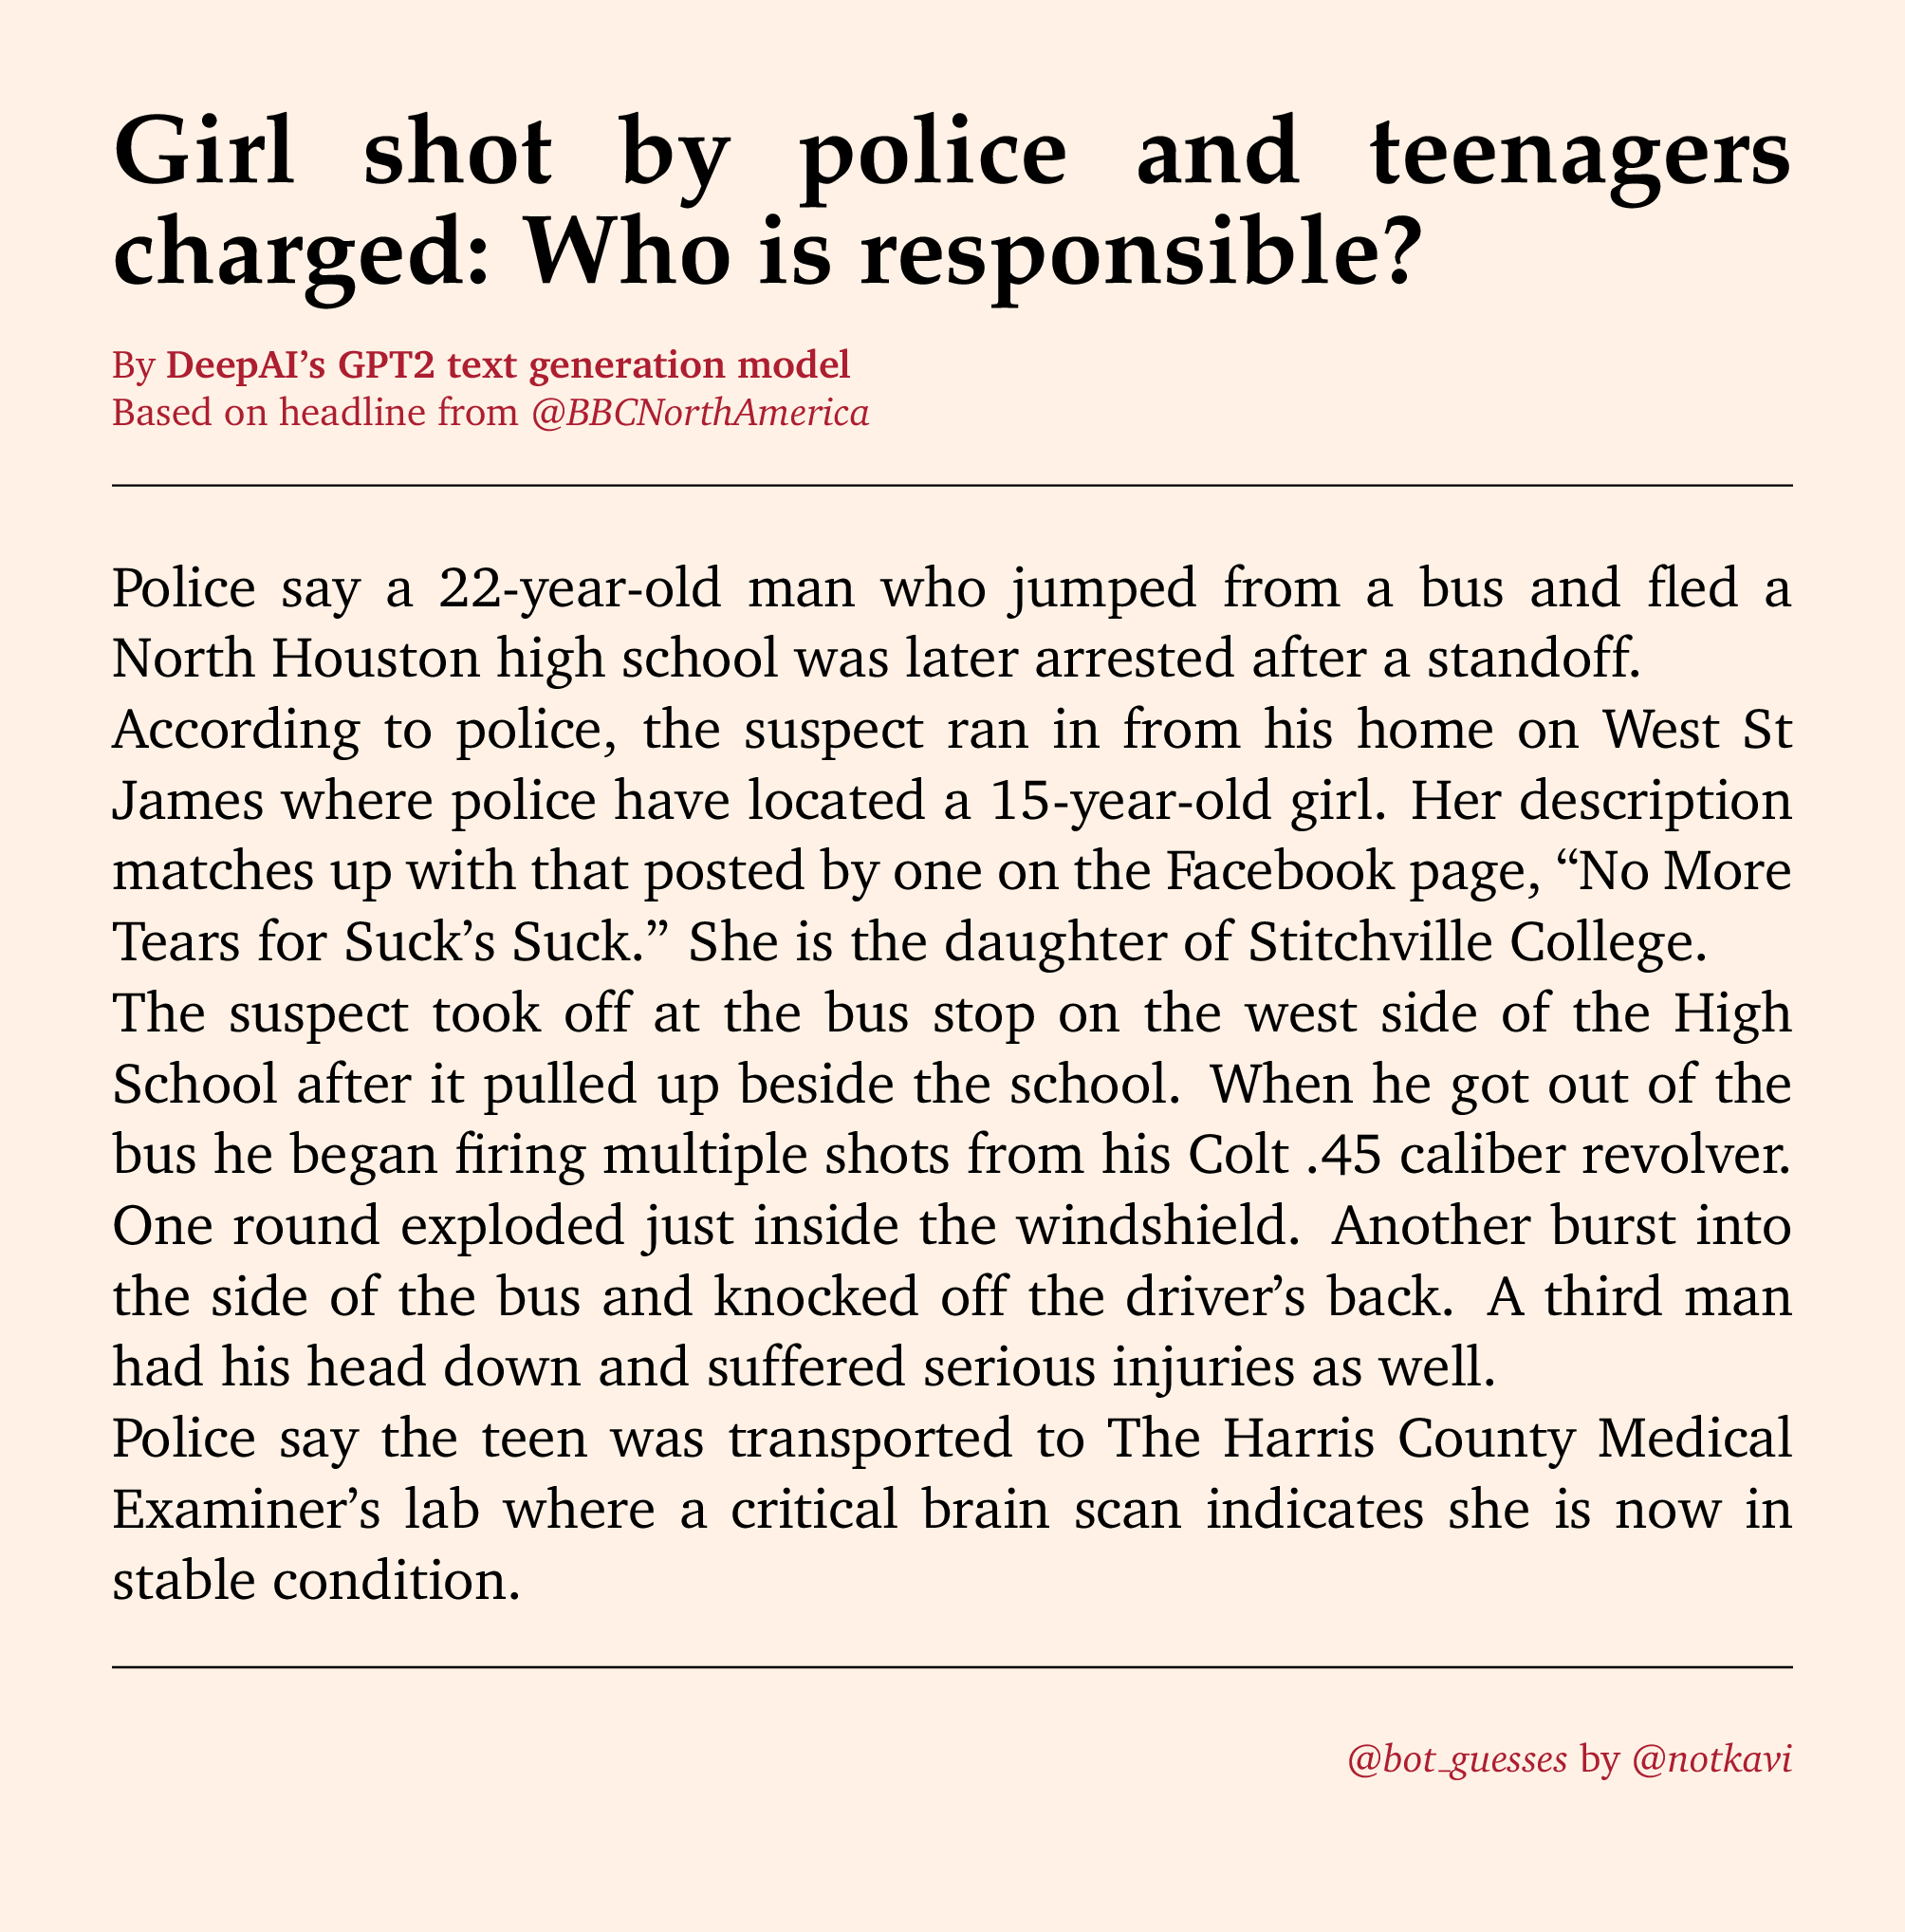 Girl shot by police and teenagers
charged: Who is responsible?
By DeepAI’s GPT2 text generation model
Based on headline from @BBCNorthAmerica
Police say a 22-year-old man who jumped from a bus and fled a
North Houston high school was later arrested after a standoff.
According to police, the suspect ran in from his home on West St
James where police have located a 15-year-old girl. Her description
matches up with that posted by one on the Facebook page, “No More
Tears for Suck’s Suck.” She is the daughter of Stitchville College.
The suspect took off at the bus stop on the west side of the High
School after it pulled up beside the school. When he got out of the
bus he began firing multiple shots from his Colt .45 caliber revolver.
One round exploded just inside the windshield. Another burst into
the side of the bus and knocked off the driver’s back. A third man
had his head down and suffered serious injuries as well.
Police say the teen was transported to The Harris County Medical
Examiner’s lab where a critical brain scan indicates she is now in
stable condition.
@bot_guesses by @notkavi